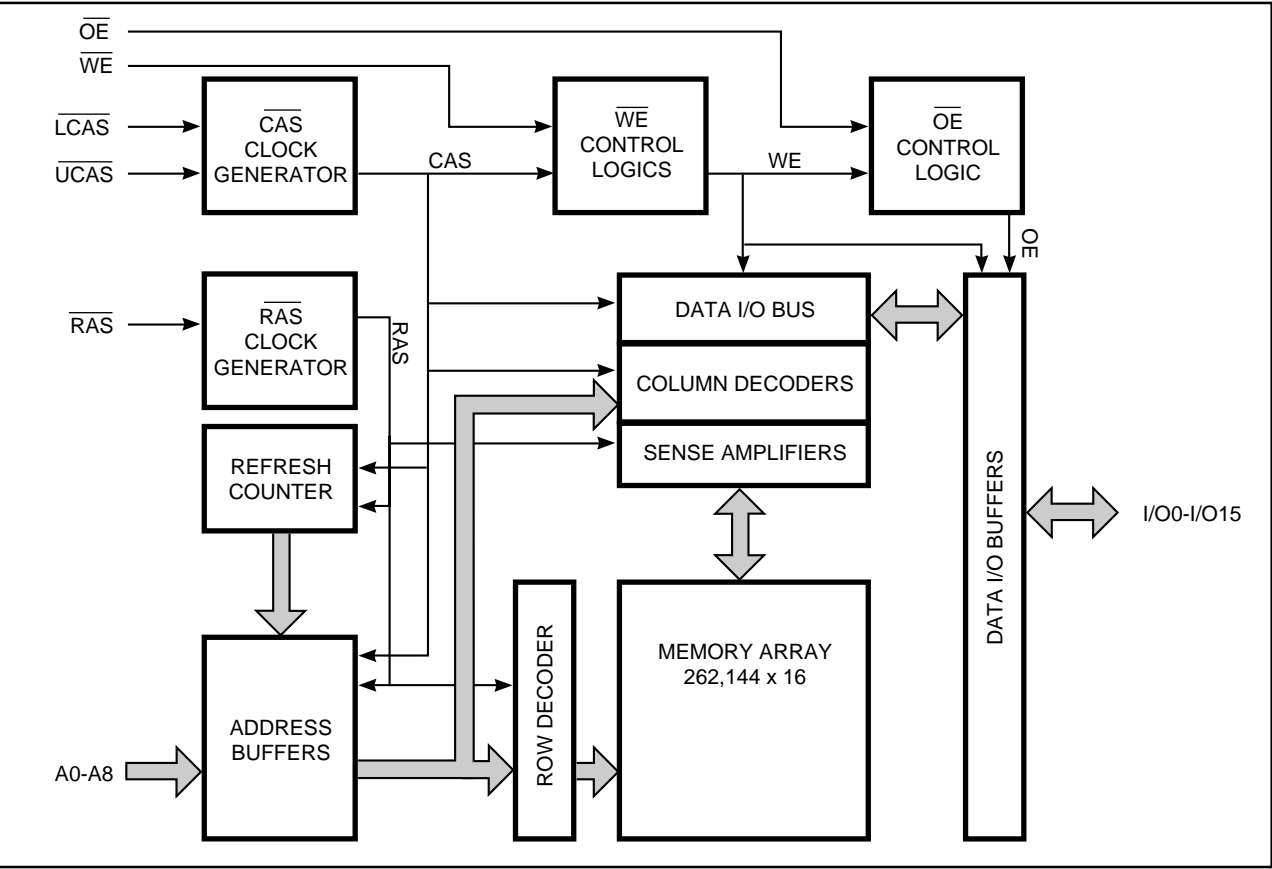 OE
WE
LCAS
UCAS
CAS
CLOCK
GENERATOR
CAS
WE
CONTROL
LOGICS
WE
OE
CONTROL
LOGIC
OE
RAS
RAS
CLOCK
GENERATOR
RAS
DATA I/O BUS
COLUMN DECODERS
SENSE AMPLIFIERS
REFRESH
COUNTER
DATA I/O BUFFERS
I/O0-I/O15
ROW DECODER
MEMORY ARRAY
262,144 x 16
ADDRESS
BUFFERS
A0-A8